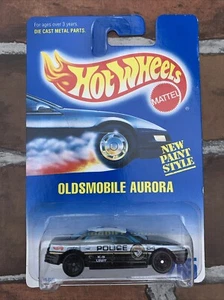 For ages over 3 years.
DIE CAST METAL PARTS.
Hot Wheels
MATTEL
NEW
PAINT
STYLE
OLDSMOBILE AURORA
POLICE